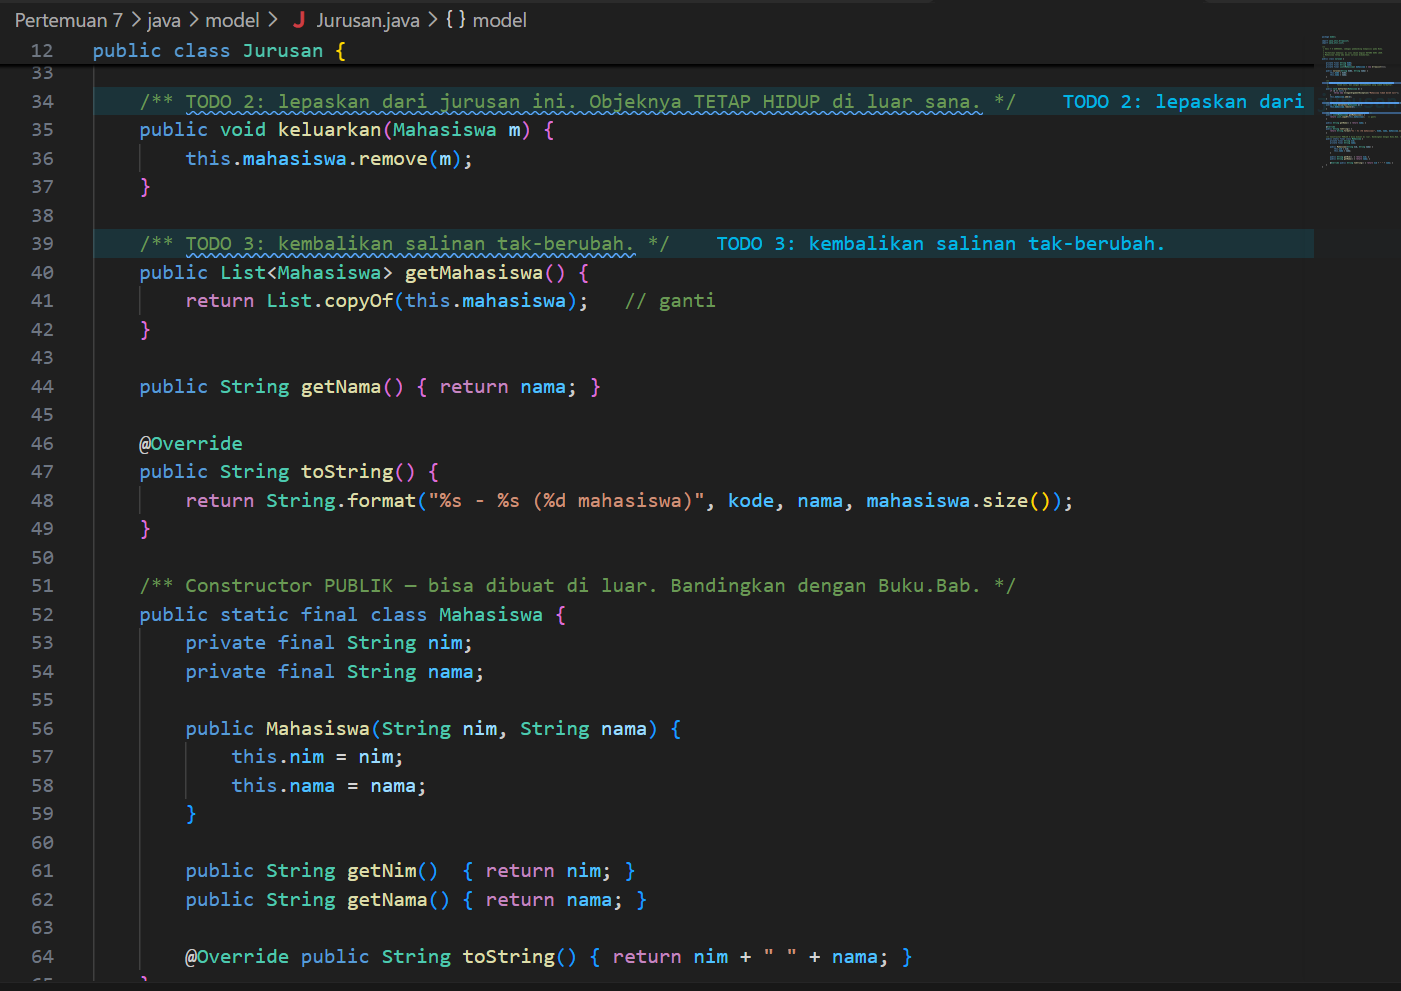 Pertemuan 7 > java > model > J Jurusan.java > { } model
12 public class Jurusan {
33
34 /** TODO 2: lepaskan dari jurusan ini. Objeknya TETAP HIDUP di luar sana. */ TODO 2: lepaskan dari
35 public void keluarkan(Mahasiswa m) {
36 this.mahasiswa.remove(m);
37 }
38
39 /** TODO 3: kembalikan salinan tak-berubah. */ TODO 3: kembalikan salinan tak-berubah.
40 public List<Mahasiswa> getMahasiswa() {
41 return List.copyOf(this.mahasiswa); // ganti
42 }
43
44 public String getNama() { return nama; }
45
46 @Override
47 public String toString() {
48 return String.format("%s - %s (%d mahasiswa)", kode, nama, mahasiswa.size());
49 }
50
51 /** Constructor PUBLIK — bisa dibuat di luar. Bandingkan dengan Buku.Bab. */
52 public static final class Mahasiswa {
53 private final String nim;
54 private final String nama;
55
56 public Mahasiswa(String nim, String nama) {
57 this.nim = nim;
58 this.nama = nama;
59 }
60
61 public String getNim()  { return nim; }
62 public String getNama() { return nama; }
63
64 @Override public String toString() { return nim + " " + nama; }